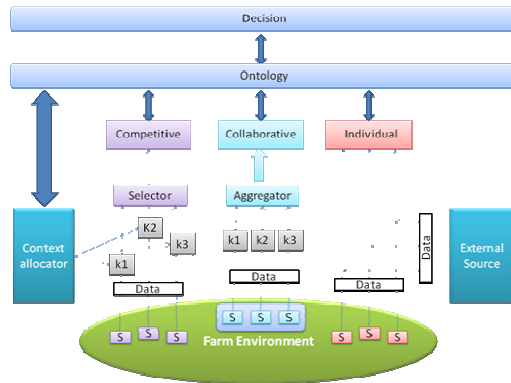 Decision
Ontology
Competitive
Collaborative
Individual
Selector
Aggregator
Context
allocator
K2
k3
k1
k1
k2
k3
Data
Data
Data
Data
External
Source
S
S
S
S
S
S
S
S
S
Farm Environment